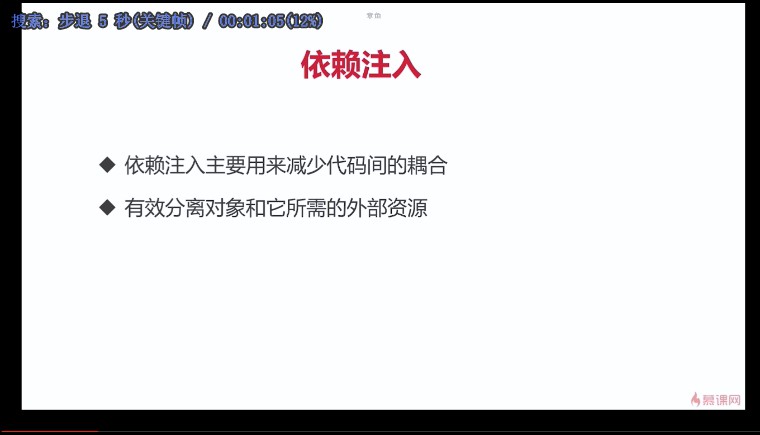 搜索: 步退 5 秒(关键帧) / 00:01:05(12%)
依赖注入
◆ 依赖注入主要用来减少代码间的耦合
◆ 有效分离对象和它所需的外部资源
慕课网